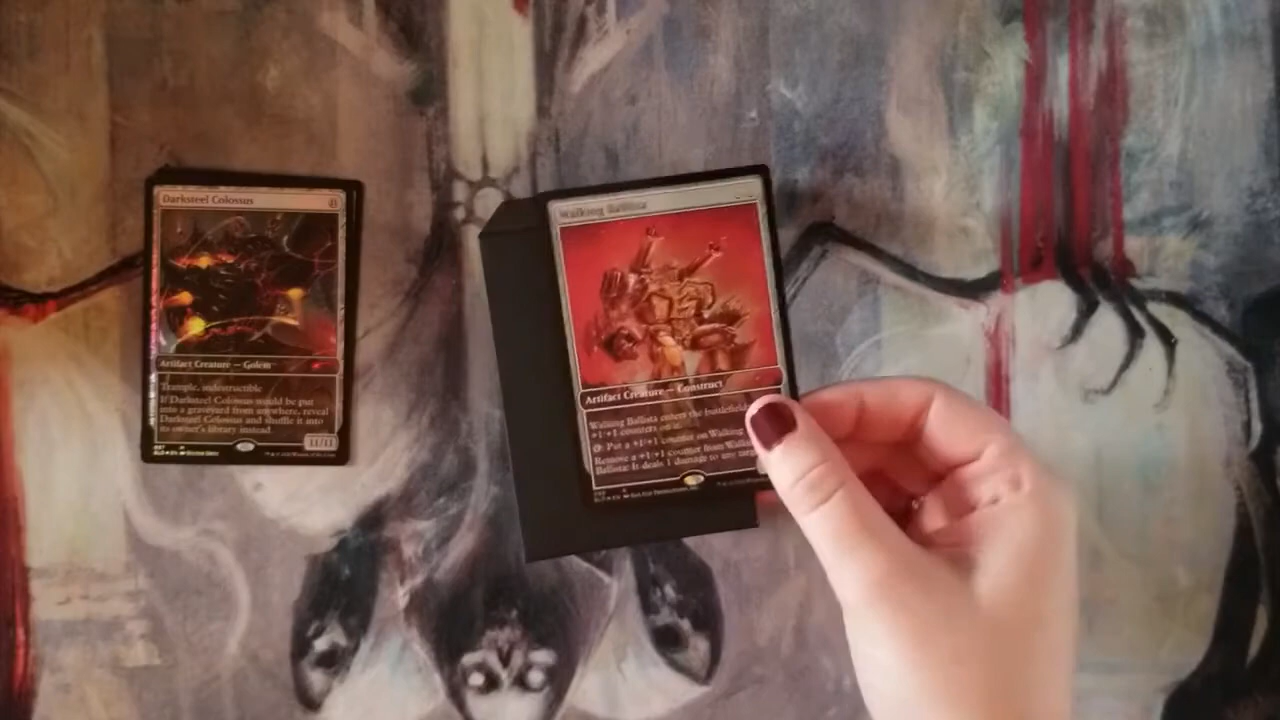 Darksteel Colossus
Artifact Creature — Golem
Trample, indestructible
If Darksteel Colossus would be put
into a graveyard from anywhere, reveal
Darksteel Colossus and shuffle it into
its owner's library instead.
11/11
Walking Ballista
Artifact Creature — Construct
Walking Ballista enters the battlefield
+1/+1 counters on it.
Put a +1/+1 counter on Walking
Remove a +1/+1 counter from Walking
Ballista: It deals 1 damage to any